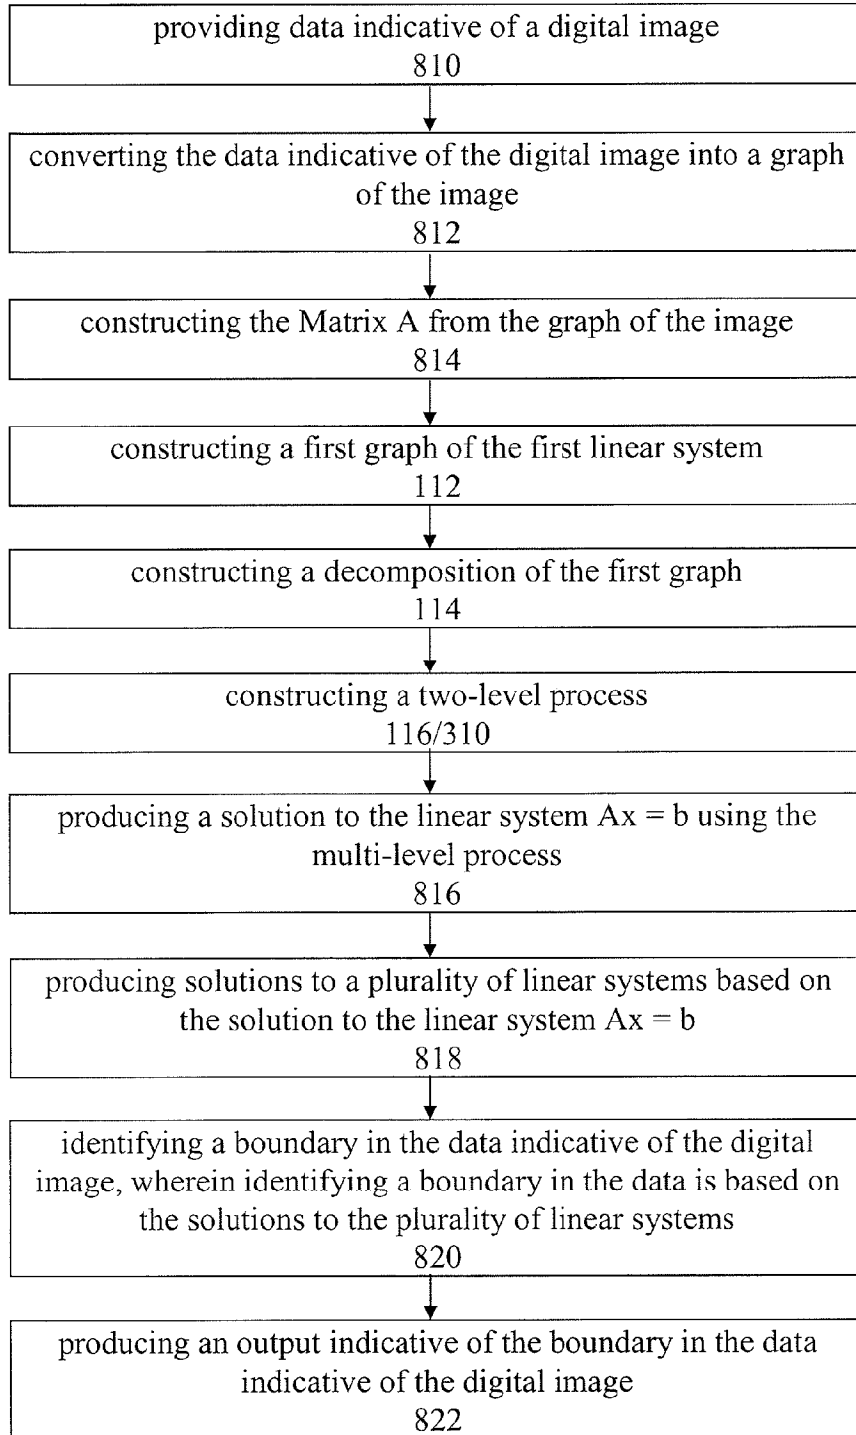 providing data indicative of a digital image
810
converting the data indicative of the digital image into a graph
of the image
812
constructing the Matrix A from the graph of the image
814
constructing a first graph of the first linear system
112
constructing a decomposition of the first graph
114
constructing a two-level process
116/310
producing a solution to the linear system Ax = b using the
multi-level process
816
producing solutions to a plurality of linear systems based on
the solution to the linear system Ax = b
818
identifying a boundary in the data indicative of the digital
image, wherein identifying a boundary in the data is based on
the solutions to the plurality of linear systems
820
producing an output indicative of the boundary in the data
indicative of the digital image
822